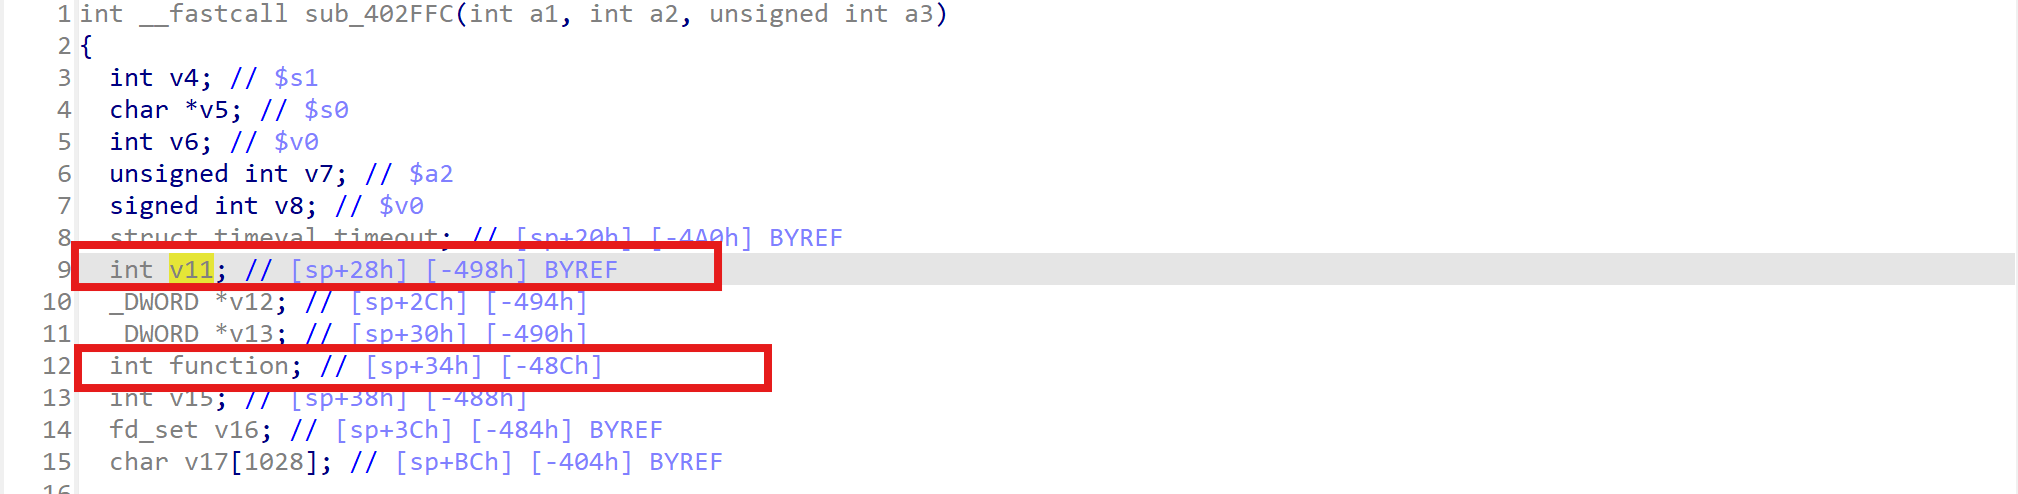 1 int __fastcall sub_402FFC(int a1, int a2, unsigned int a3)
2 {
3 int v4; // $s1
4 char *v5; // $s0
5 int v6; // $v0
6 unsigned int v7; // $a2
7 signed int v8; // $v0
8 struct timeval timeout; // [sp+20h] [-4A0h] BYREF
9 int v11; // [sp+28h] [-498h] BYREF
10 _DWORD *v12; // [sp+2Ch] [-494h]
11 _DWORD *v13; // [sp+30h] [-490h]
12 int function; // [sp+34h] [-48Ch]
13 int v15; // [sp+38h] [-488h]
14 fd_set v16; // [sp+3Ch] [-484h] BYREF
15 char v17[1028]; // [sp+BCh] [-404h] BYREF
16